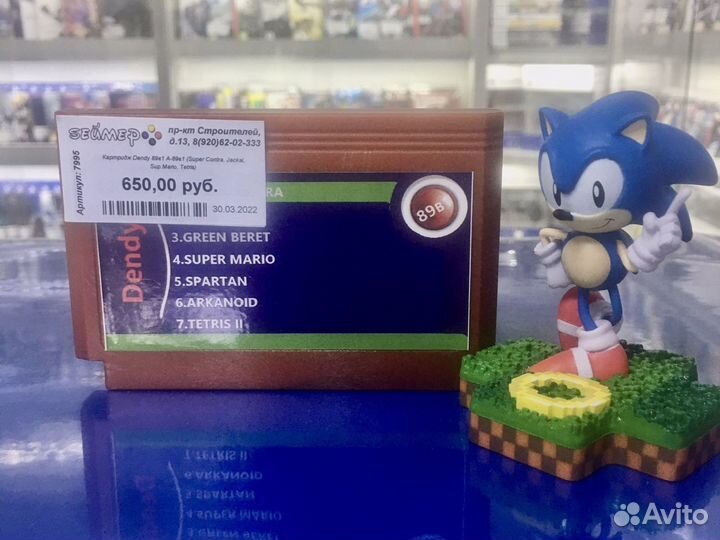 ЗЕЙМЕР
пр-кт Строителей,
д.13, 8(920)62-02-333
Картридж Dendy 89в1 А-89в1 (Super Contra, Jackal,
Sup.Mario, Tetris)
Артикул: 7995
650,00 руб.
30.03.2022
RA
89в1
Dendy
3.GREEN BERET
4.SUPER MARIO
5.SPARTAN
6.ARKANOID
7.TETRIS II
Avito